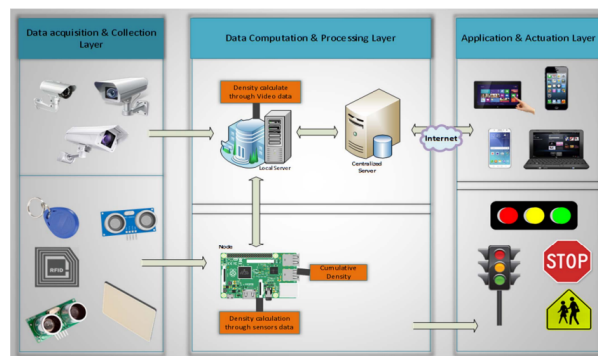 Data acquisition & Collection
Layer
Data Computation & Processing Layer
Application & Actuation Layer
Density calculate
through Video data
Local Server
Centralized
Server
Internet
Node
Cumulative
Density
Density calculation
through sensors data
RFID
STOP